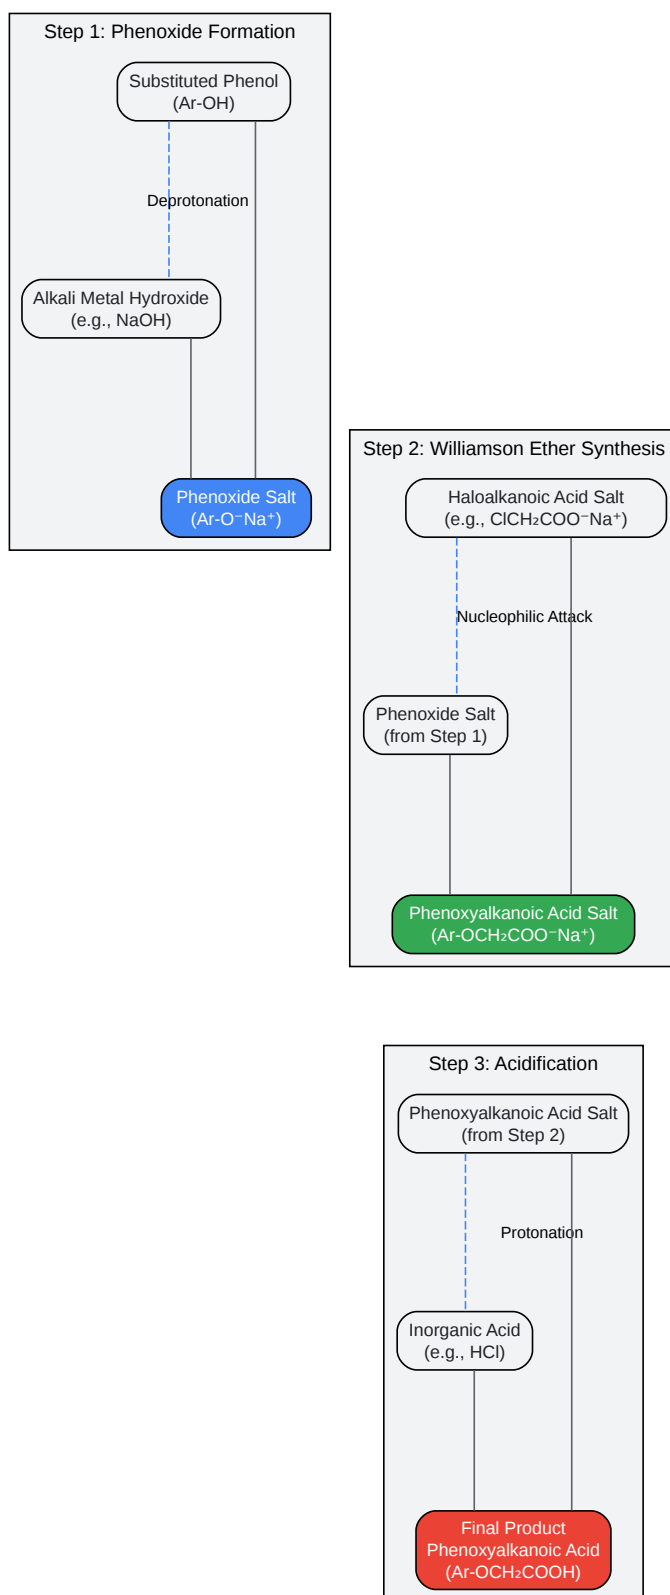 Step 1: Phenoxide Formation
Substituted Phenol
(Ar-OH)
Deprotonation
Alkali Metal Hydroxide
(e.g., NaOH)
Phenoxide Salt
(Ar-O⁻Na⁺)
Step 2: Williamson Ether Synthesis
Haloalkanoic Acid Salt
(e.g., ClCH₂COO⁻Na⁺)
Nucleophilic Attack
Phenoxide Salt
(from Step 1)
Phenoxyalkanoic Acid Salt
(Ar-OCH₂COO⁻Na⁺)
Step 3: Acidification
Phenoxyalkanoic Acid Salt
(from Step 2)
Protonation
Inorganic Acid
(e.g., HCl)
Final Product
Phenoxyalkanoic Acid
(Ar-OCH₂COOH)